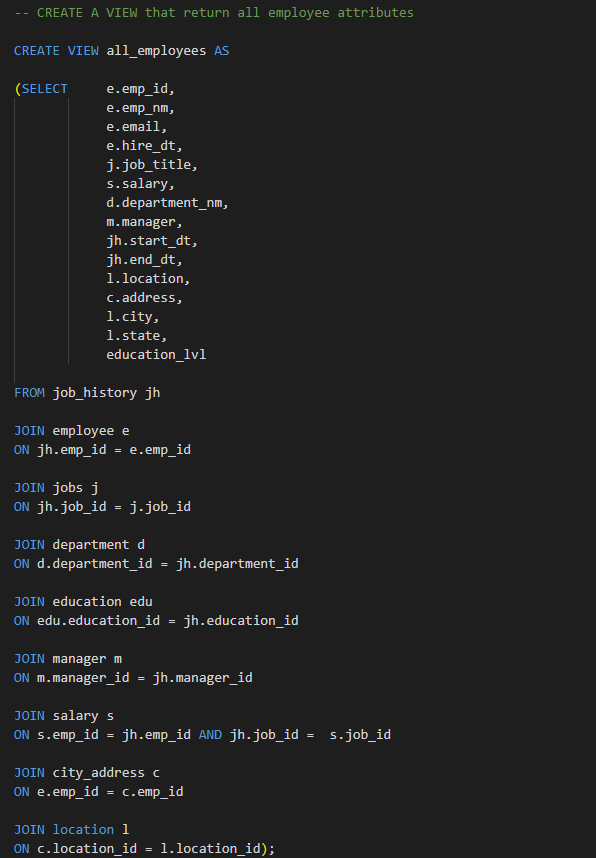 -- CREATE A VIEW that return all employee attributes
CREATE VIEW all_employees AS
(SELECT     e.emp_id,
            e.emp_nm,
            e.email,
            e.hire_dt,
            j.job_title,
            s.salary,
            d.department_nm,
            m.manager,
            jh.start_dt,
            jh.end_dt,
            l.location,
            c.address,
            l.city,
            l.state,
            education_lvl
FROM job_history jh
JOIN employee e
ON jh.emp_id = e.emp_id
JOIN jobs j
ON jh.job_id = j.job_id
JOIN department d
ON d.department_id = jh.department_id
JOIN education edu
ON edu.education_id = jh.education_id
JOIN manager m
ON m.manager_id = jh.manager_id
JOIN salary s
ON s.emp_id = jh.emp_id AND jh.job_id =  s.job_id
JOIN city_address c
ON e.emp_id = c.emp_id
JOIN location l
ON c.location_id = l.location_id);